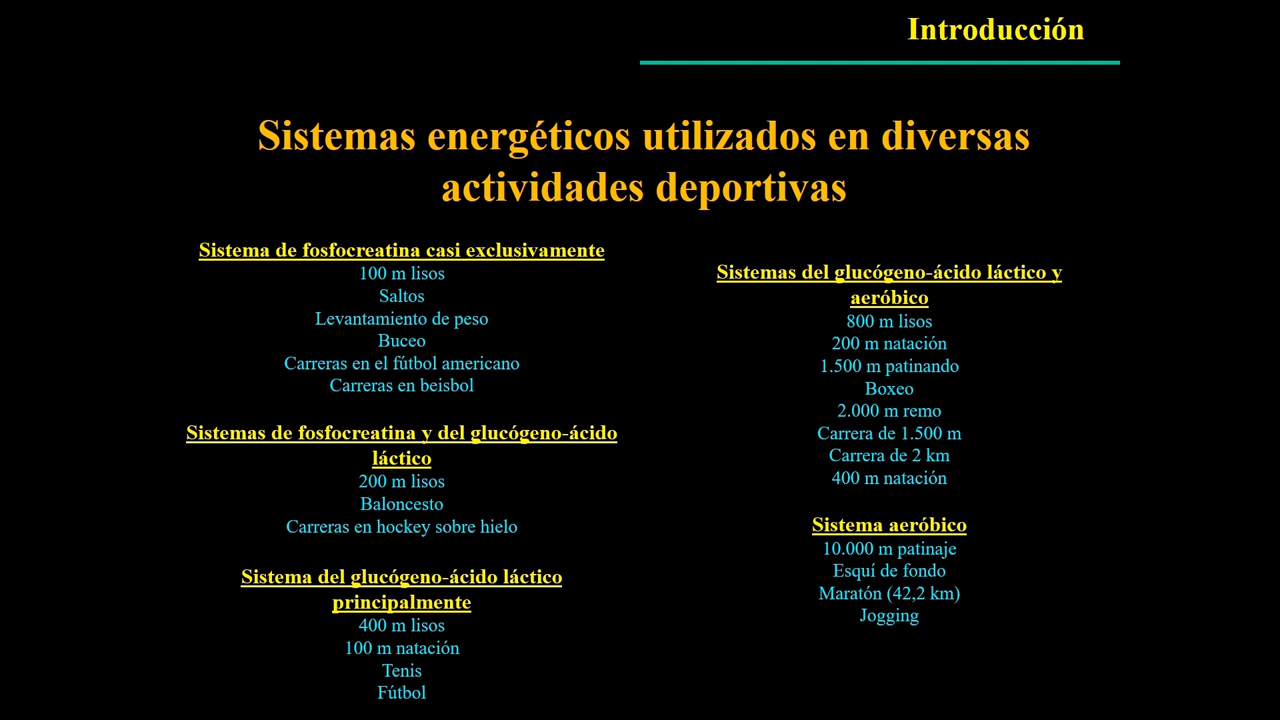 Introducción
Sistemas energéticos utilizados en diversas
actividades deportivas
Sistema de fosfocreatina casi exclusivamente
100 m lisos
Saltos
Levantamiento de peso
Buceo
Carreras en el fútbol americano
Carreras en beisbol
Sistemas de fosfocreatina y del glucógeno-ácido
láctico
200 m lisos
Baloncesto
Carreras en hockey sobre hielo
Sistema del glucógeno-ácido láctico
principalmente
400 m lisos
100 m natación
Tenis
Fútbol
Sistemas del glucógeno-ácido láctico y
aeróbico
800 m lisos
200 m natación
1.500 m patinando
Boxeo
2.000 m remo
Carrera de 1.500 m
Carrera de 2 km
400 m natación
Sistema aeróbico
10.000 m patinaje
Esquí de fondo
Maratón (42,2 km)
Jogging